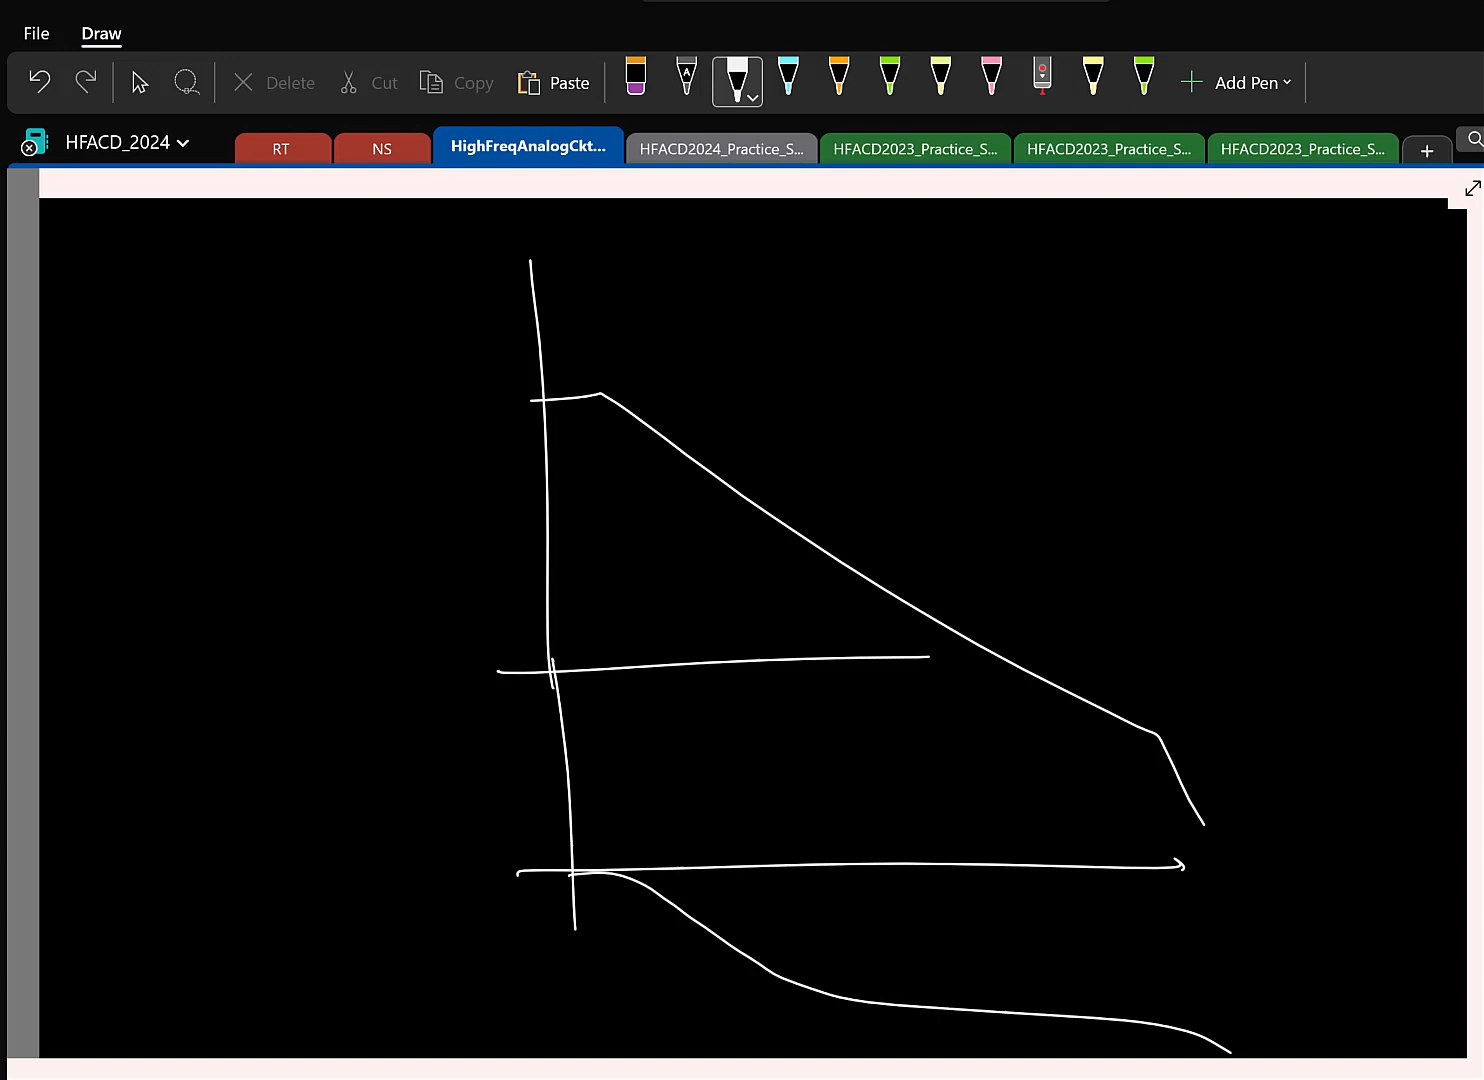 File Draw
Delete Cut Copy Paste A Add Pen
HFACD_2024 RT NS HighFreqAnalogCkt... HFACD2024_Practice_S... HFACD2023_Practice_S... HFACD2023_Practice_S... HFACD2023_Practice_S... +